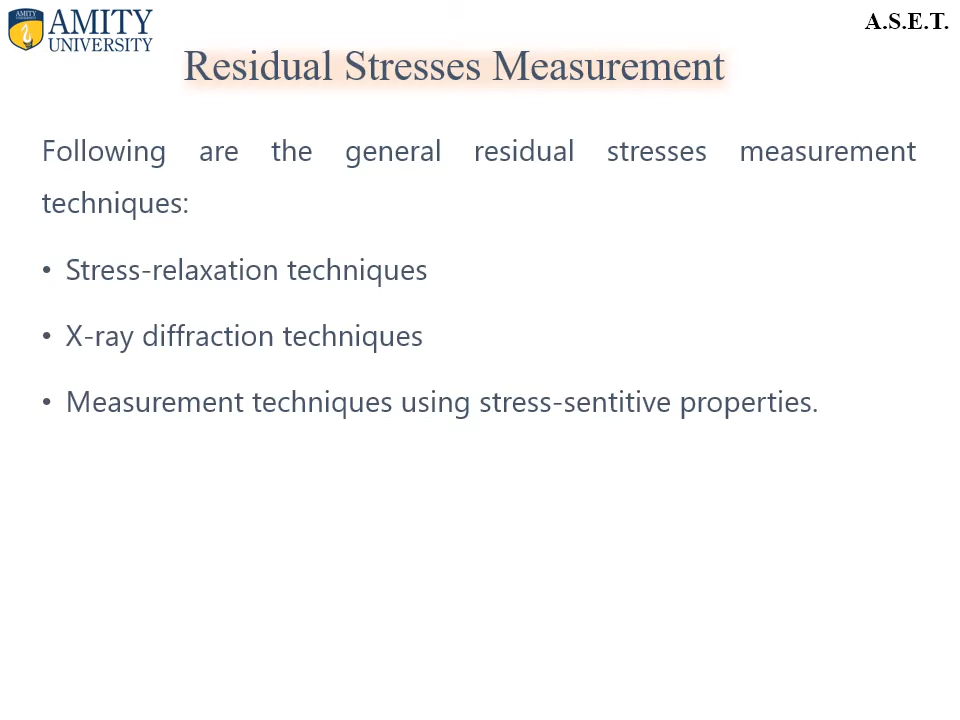 AMITY
AMITY
UNIVERSITY
A.S.E.T.
Residual Stresses Measurement
Following are the general residual stresses measurement
techniques:
• Stress-relaxation techniques
• X-ray diffraction techniques
• Measurement techniques using stress-sentitive properties.